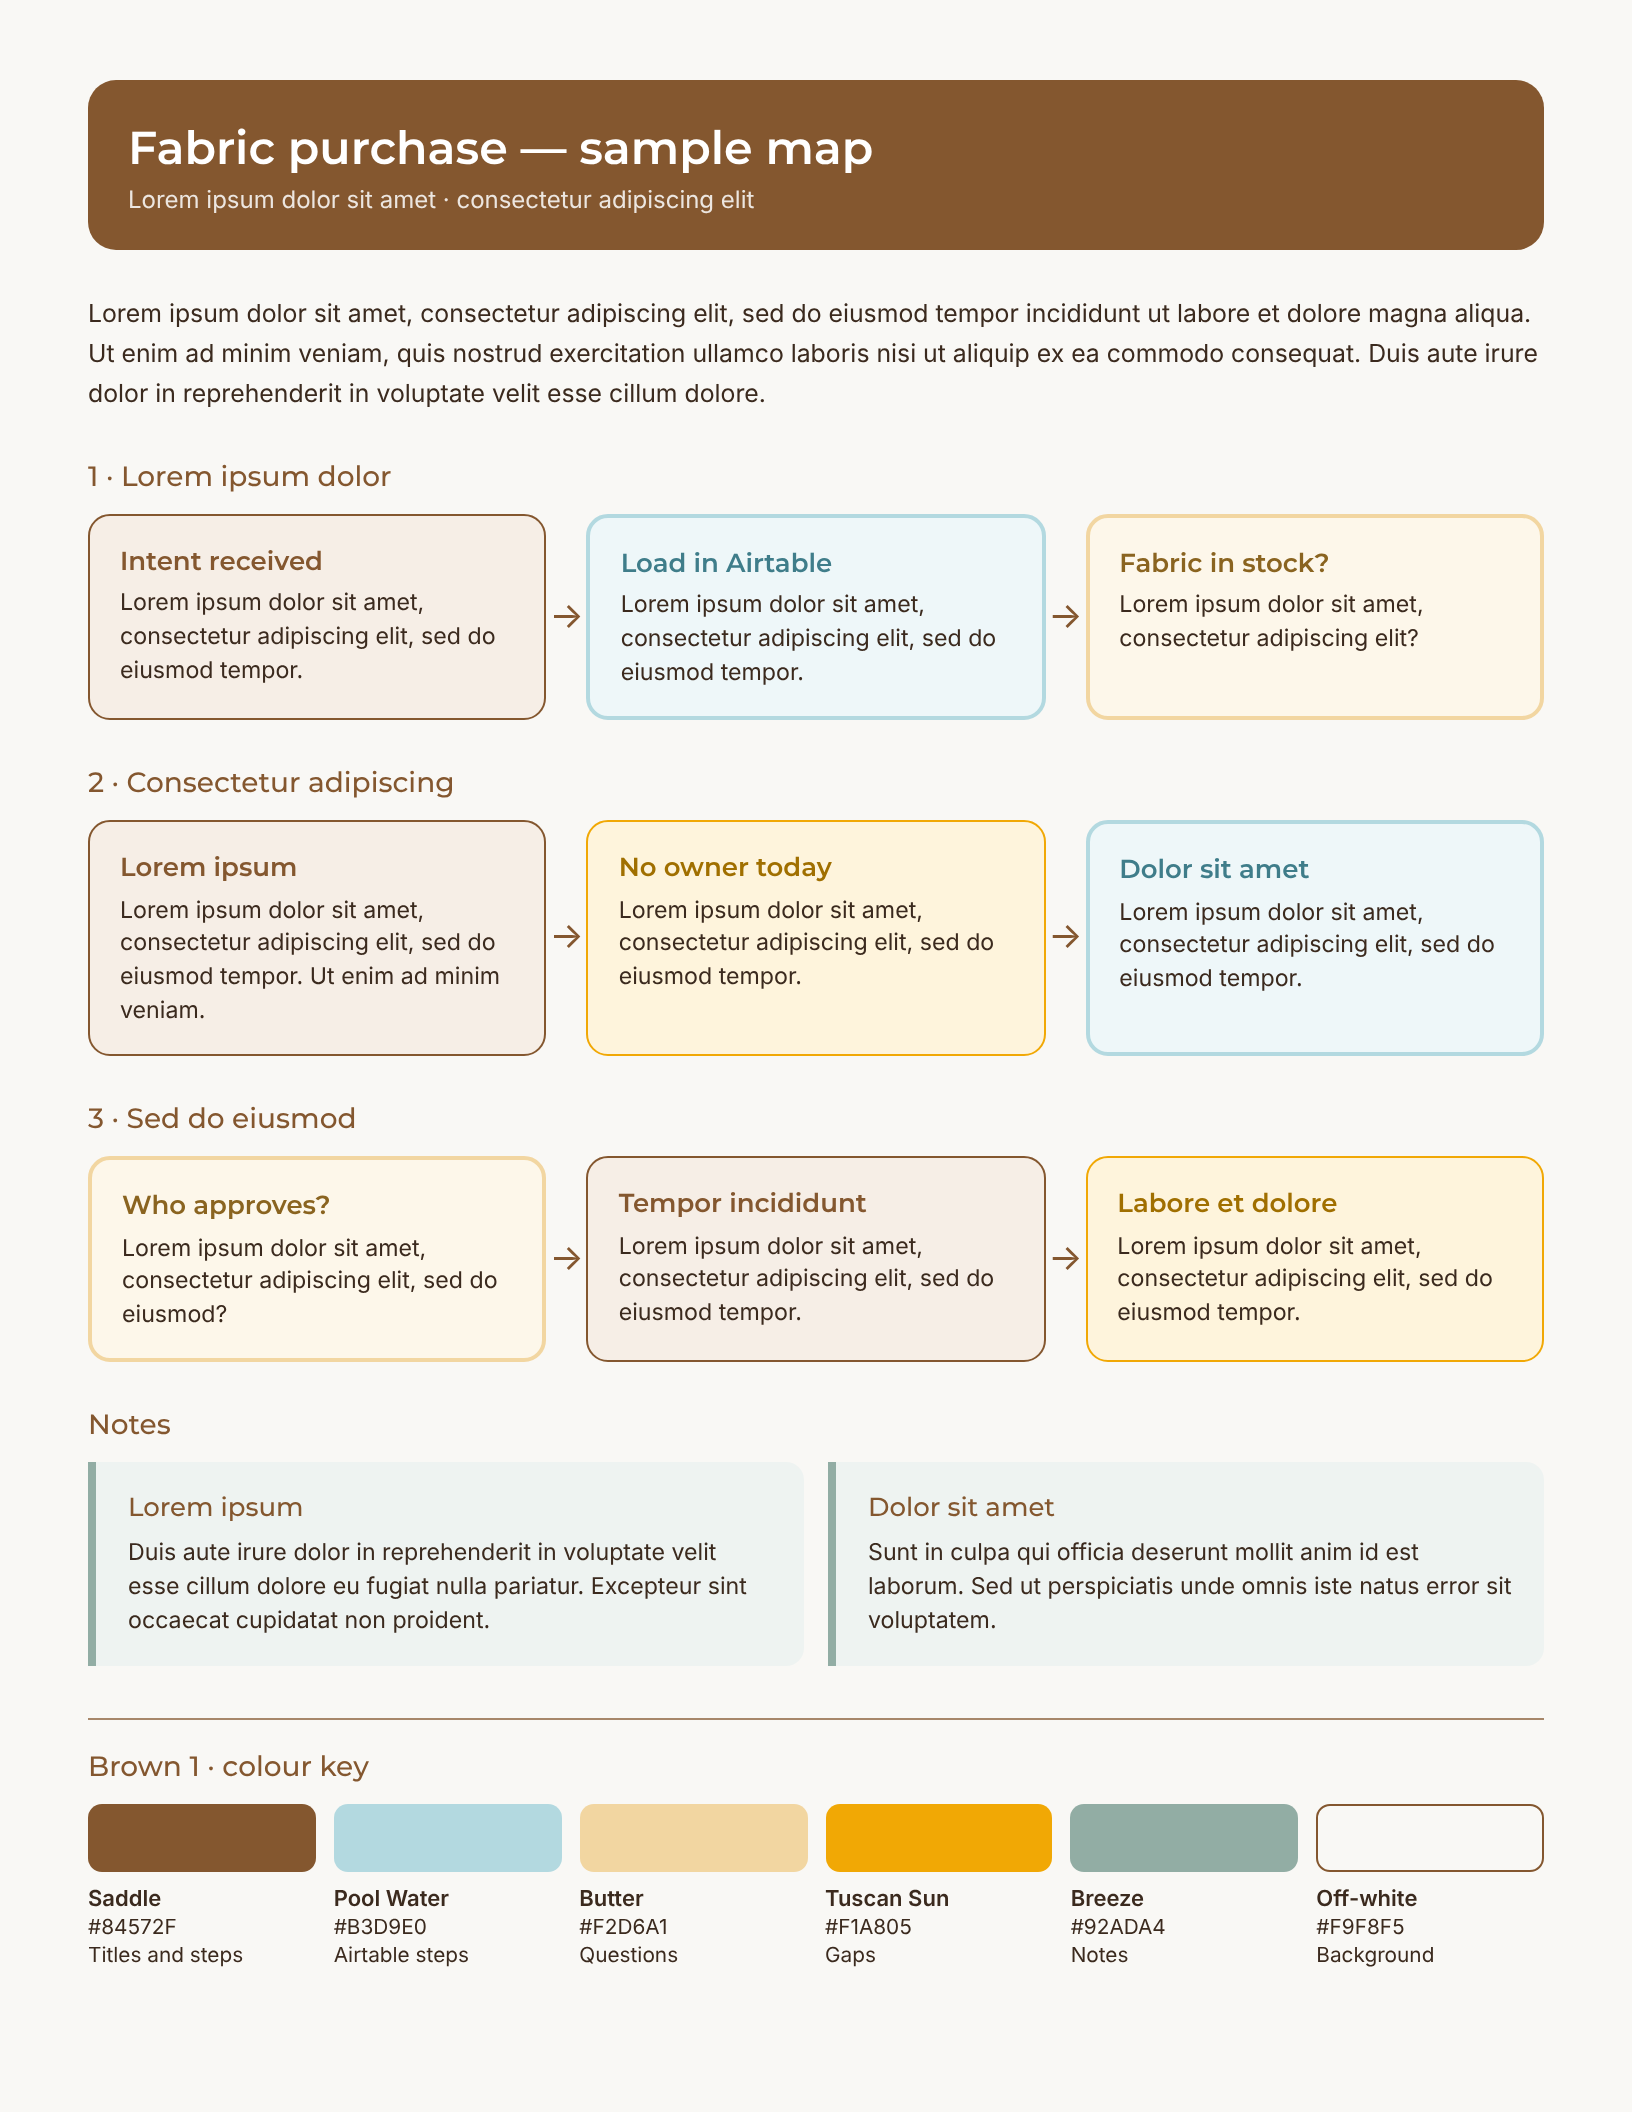 Fabric purchase — sample map
Lorem ipsum dolor sit amet · consectetur adipiscing elit
Lorem ipsum dolor sit amet, consectetur adipiscing elit, sed do eiusmod tempor incididunt ut labore et dolore magna aliqua.
Ut enim ad minim veniam, quis nostrud exercitation ullamco laboris nisi ut aliquip ex ea commodo consequat. Duis aute irure
dolor in reprehenderit in voluptate velit esse cillum dolore.
1 · Lorem ipsum dolor
Intent received
Lorem ipsum dolor sit amet,
consectetur adipiscing elit, sed do
eiusmod tempor.
→
Load in Airtable
Lorem ipsum dolor sit amet,
consectetur adipiscing elit, sed do
eiusmod tempor.
→
Fabric in stock?
Lorem ipsum dolor sit amet,
consectetur adipiscing elit?
2 · Consectetur adipiscing
Lorem ipsum
Lorem ipsum dolor sit amet,
consectetur adipiscing elit, sed do
eiusmod tempor. Ut enim ad minim
veniam.
→
No owner today
Lorem ipsum dolor sit amet,
consectetur adipiscing elit, sed do
eiusmod tempor.
→
Dolor sit amet
Lorem ipsum dolor sit amet,
consectetur adipiscing elit, sed do
eiusmod tempor.
3 · Sed do eiusmod
Who approves?
Lorem ipsum dolor sit amet,
consectetur adipiscing elit, sed do
eiusmod?
→
Tempor incididunt
Lorem ipsum dolor sit amet,
consectetur adipiscing elit, sed do
eiusmod tempor.
→
Labore et dolore
Lorem ipsum dolor sit amet,
consectetur adipiscing elit, sed do
eiusmod tempor.
Notes
Lorem ipsum
Duis aute irure dolor in reprehenderit in voluptate velit
esse cillum dolore eu fugiat nulla pariatur. Excepteur sint
occaecat cupidatat non proident.
Dolor sit amet
Sunt in culpa qui officia deserunt mollit anim id est
laborum. Sed ut perspiciatis unde omnis iste natus error sit
voluptatem.
Brown 1 · colour key
Saddle
#84572F
Titles and steps
Pool Water
#B3D9E0
Airtable steps
Butter
#F2D6A1
Questions
Tuscan Sun
#F1A805
Gaps
Breeze
#92ADA4
Notes
Off-white
#F9F8F5
Background